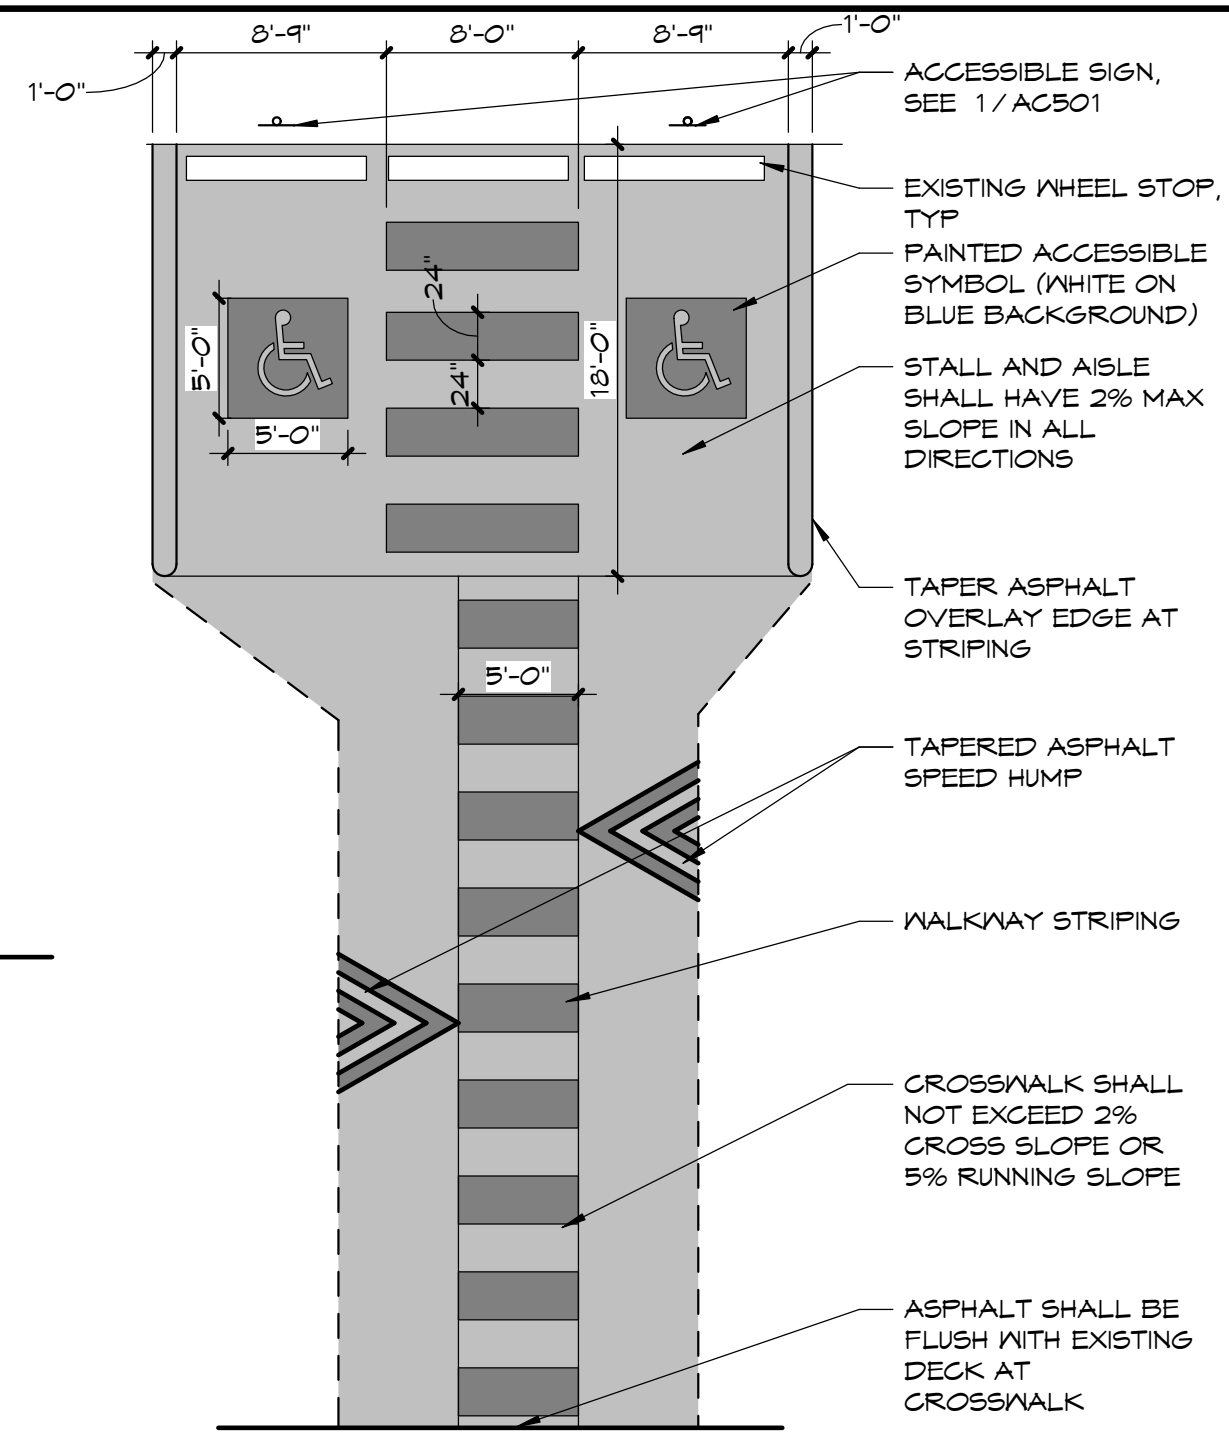 8'-9"
8'-0"
8'-9"
1'-0"
1'-0"
ACCESSIBLE SIGN,
SEE 1/AC501
EXISTING WHEEL STOP,
TYP
PAINTED ACCESSIBLE
SYMBOL (WHITE ON
BLUE BACKGROUND)
24"
24"
18'-0"
5'-0"
5'-0"
STALL AND AISLE
SHALL HAVE 2% MAX
SLOPE IN ALL
DIRECTIONS
TAPER ASPHALT
OVERLAY EDGE AT
STRIPING
5'-0"
TAPERED ASPHALT
SPEED HUMP
WALKWAY STRIPING
CROSSWALK SHALL
NOT EXCEED 2%
CROSS SLOPE OR
5% RUNNING SLOPE
ASPHALT SHALL BE
FLUSH WITH EXISTING
DECK AT
CROSSWALK